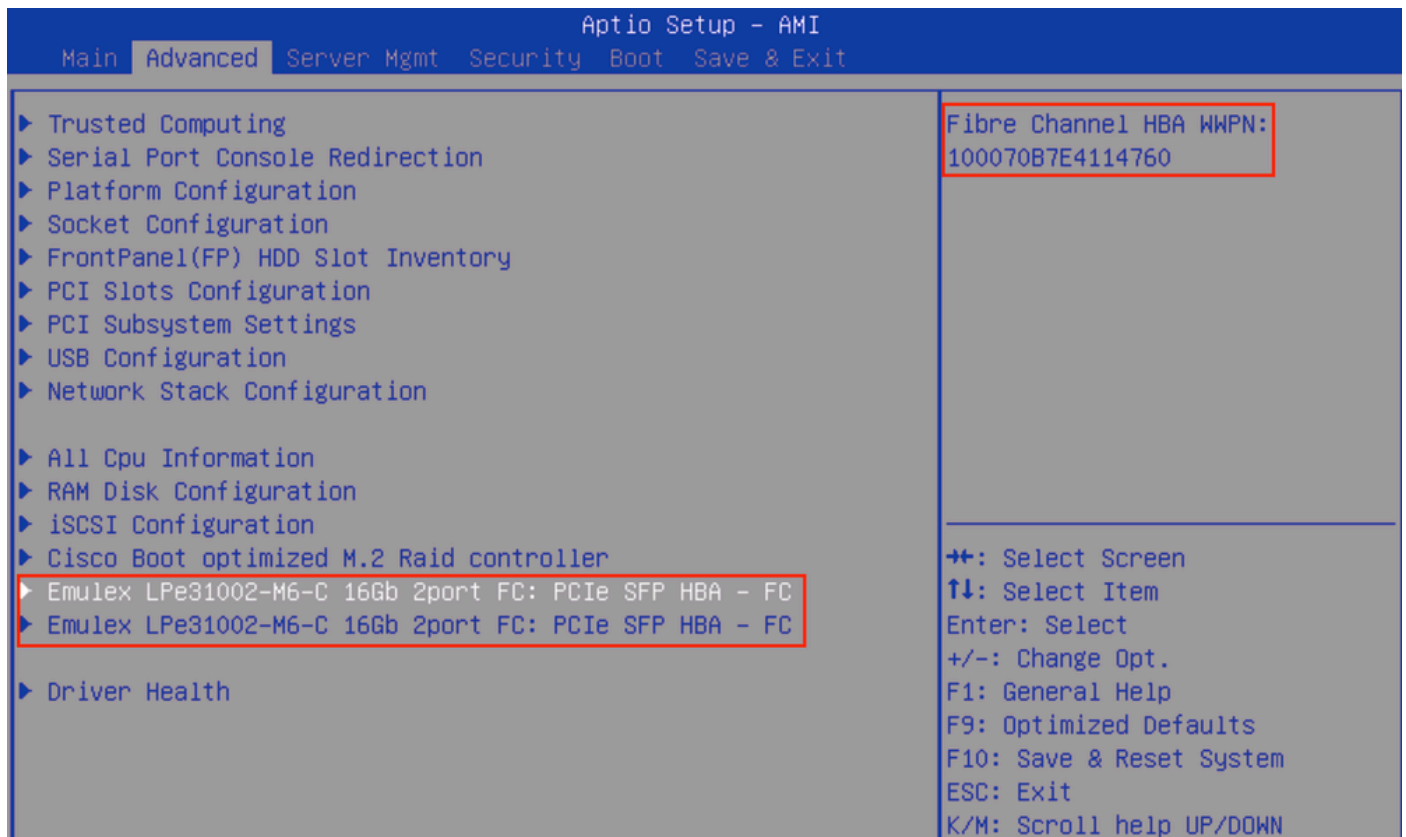 Aptio Setup – AMI
Main Advanced Server Mgmt Security Boot Save & Exit
▶ Trusted Computing
▶ Serial Port Console Redirection
▶ Platform Configuration
▶ Socket Configuration
▶ FrontPanel(FP) HDD Slot Inventory
▶ PCI Slots Configuration
▶ PCI Subsystem Settings
▶ USB Configuration
▶ Network Stack Configuration
▶ All Cpu Information
▶ RAM Disk Configuration
▶ iSCSI Configuration
▶ Cisco Boot optimized M.2 Raid controller
▶ Emulex LPe31002-M6-C 16Gb 2port FC: PCIe SFP HBA - FC
▶ Emulex LPe31002-M6-C 16Gb 2port FC: PCIe SFP HBA - FC
▶ Driver Health
Fibre Channel HBA WWPN:
100070B7E4114760
→←: Select Screen
↑↓: Select Item
Enter: Select
+/-: Change Opt.
F1: General Help
F9: Optimized Defaults
F10: Save & Reset System
ESC: Exit
K/M: Scroll help UP/DOWN